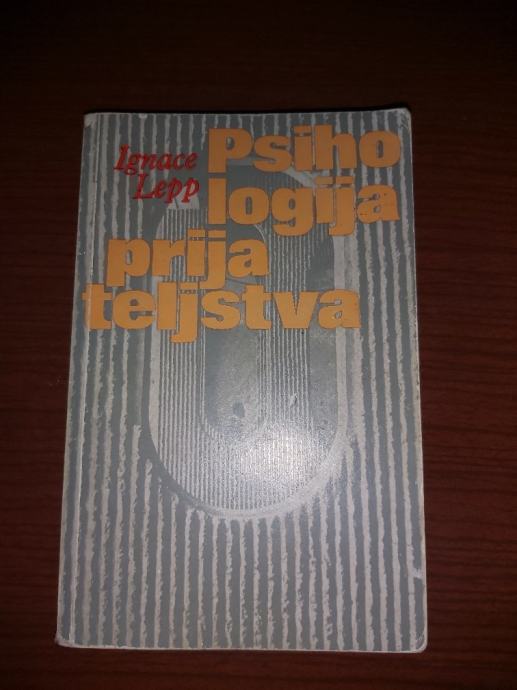 Ignace
Lepp
Psiho
logija
prija
teljstva